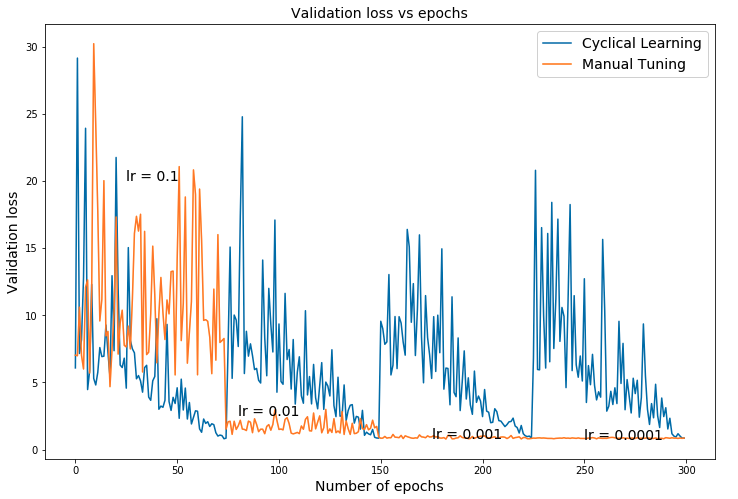 Validation loss vs epochs
Cyclical Learning
Manual Tuning
Validation loss
30
25
20
15
10
5
0
lr = 0.1
lr = 0.01
lr = 0.001
lr = 0.0001
0 50 100 150 200 250 300
Number of epochs